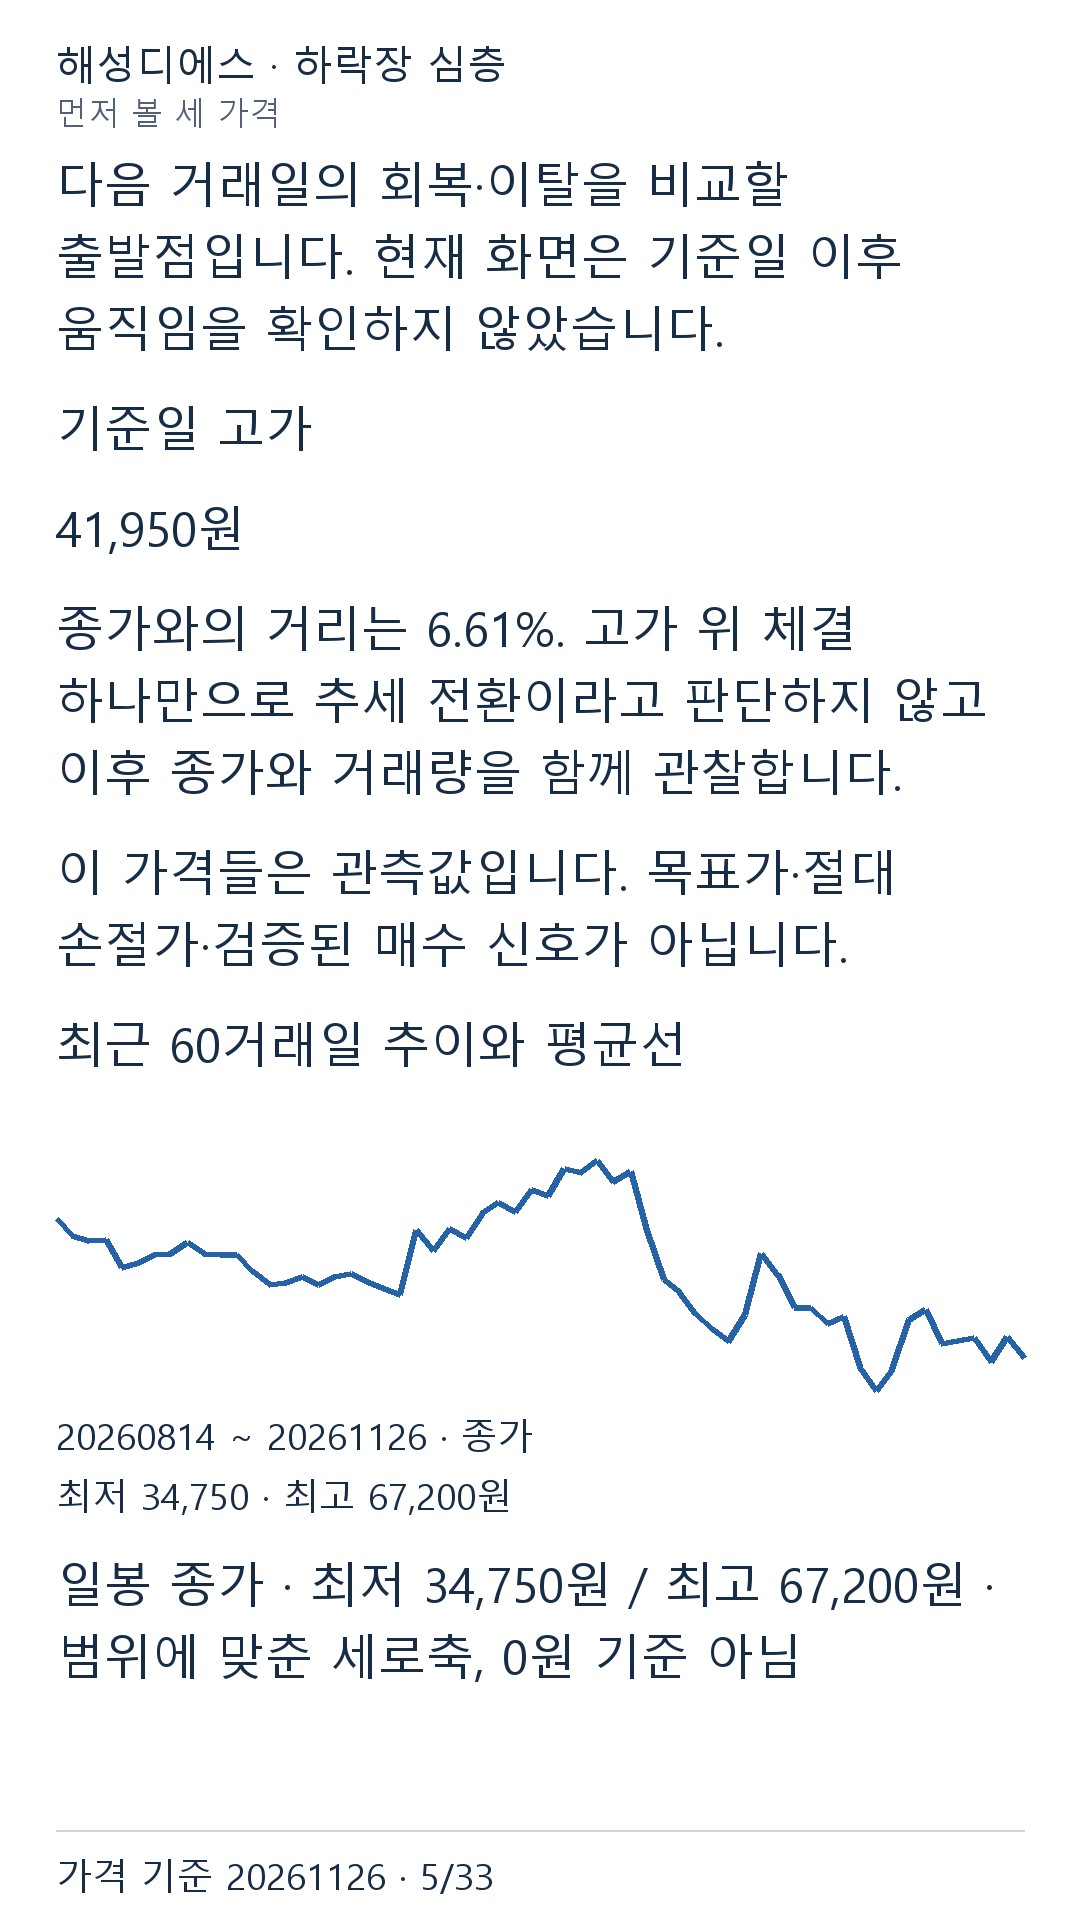 해성디에스 · 하락장 심층
먼저 볼 세 가격
다음 거래일의 회복·이탈을 비교할
출발점입니다. 현재 화면은 기준일 이후
움직임을 확인하지 않았습니다.
기준일 고가
41,950원
종가와의 거리는 6.61%. 고가 위 체결
하나만으로 추세 전환이라고 판단하지 않고
이후 종가와 거래량을 함께 관찰합니다.
이 가격들은 관측값입니다. 목표가·절대
손절가·검증된 매수 신호가 아닙니다.
최근 60거래일 추이와 평균선
20260814 ~ 20261126 · 종가
최저 34,750 · 최고 67,200원
일봉 종가 · 최저 34,750원 / 최고 67,200원 ·
범위에 맞춘 세로축, 0원 기준 아님
가격 기준 20261126 · 5/33